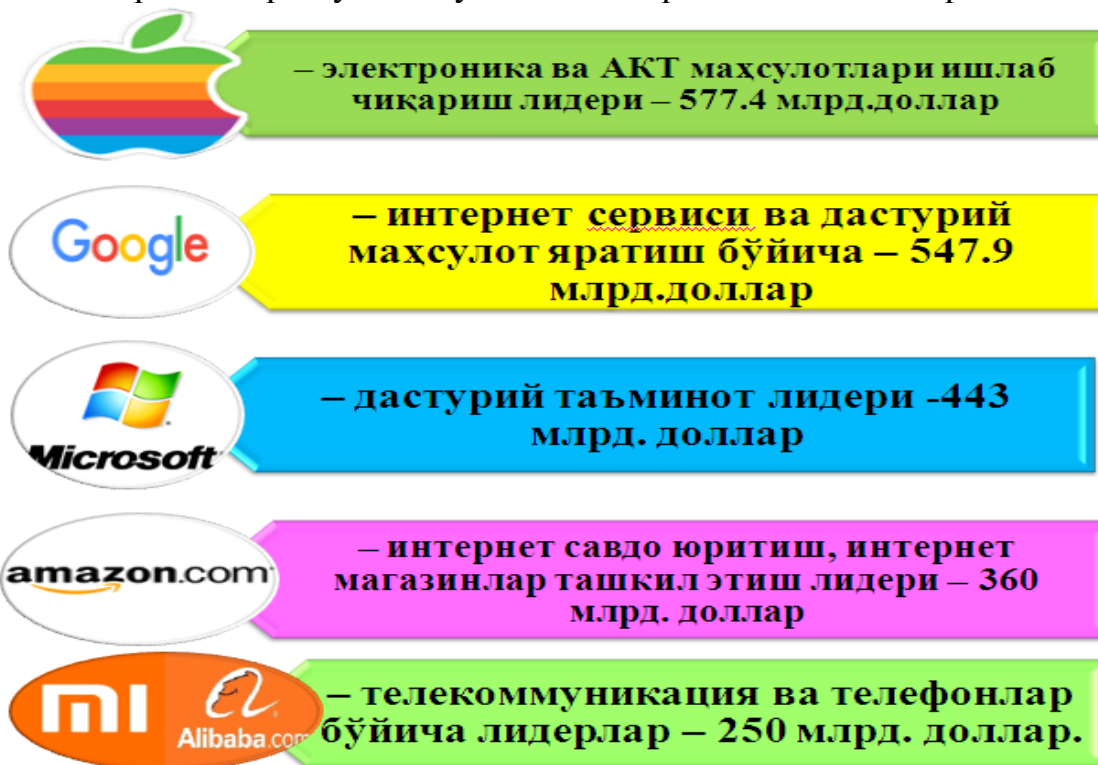 – электроника ва АКТ маҳсулотлари ишлаб
чиқариш лидери – 577.4 млрд.доллар
Google
– интернет сервиси ва дастурий
маҳсулот яратиш бўйича – 547.9
млрд.доллар
Microsoft
– дастурий таъминот лидери -443
млрд. доллар
amazon.com
– интернет савдо юритиш, интернет
магазинлар ташкил этиш лидери – 360
млрд. доллар
mi
Alibaba.com
– телекоммуникация ва телефонлар
бўйича лидерлар – 250 млрд. доллар.